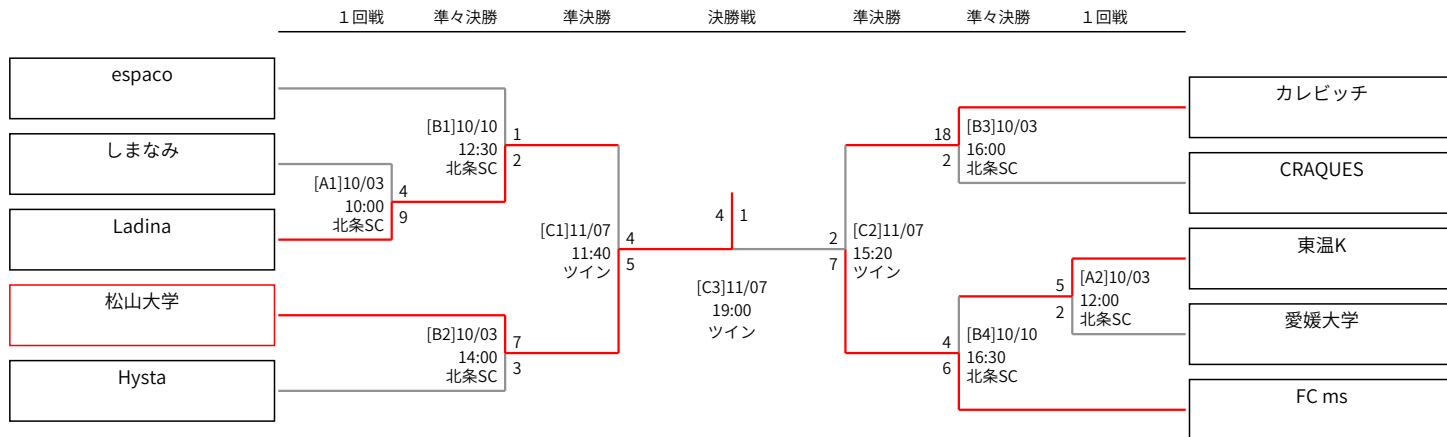 １回戦 準々決勝 準決勝 決勝戦 準決勝 準々決勝 １回戦
espaco
しまなみ
Ladina
松山大学
Hysta
[A1]10/03
10:00
北条SC
4
9
[B1]10/10
12:30
北条SC
1
2
[B2]10/03
14:00
北条SC
7
3
[C1]11/07
11:40
ツイン
4
5
4 1
[C3]11/07
19:00
ツイン
2
7
[C2]11/07
15:20
ツイン
18
2
[B3]10/03
16:00
北条SC
4
6
[B4]10/10
16:30
北条SC
5
2
[A2]10/03
12:00
北条SC
カレビッチ
CRAQUES
東温K
愛媛大学
FC ms